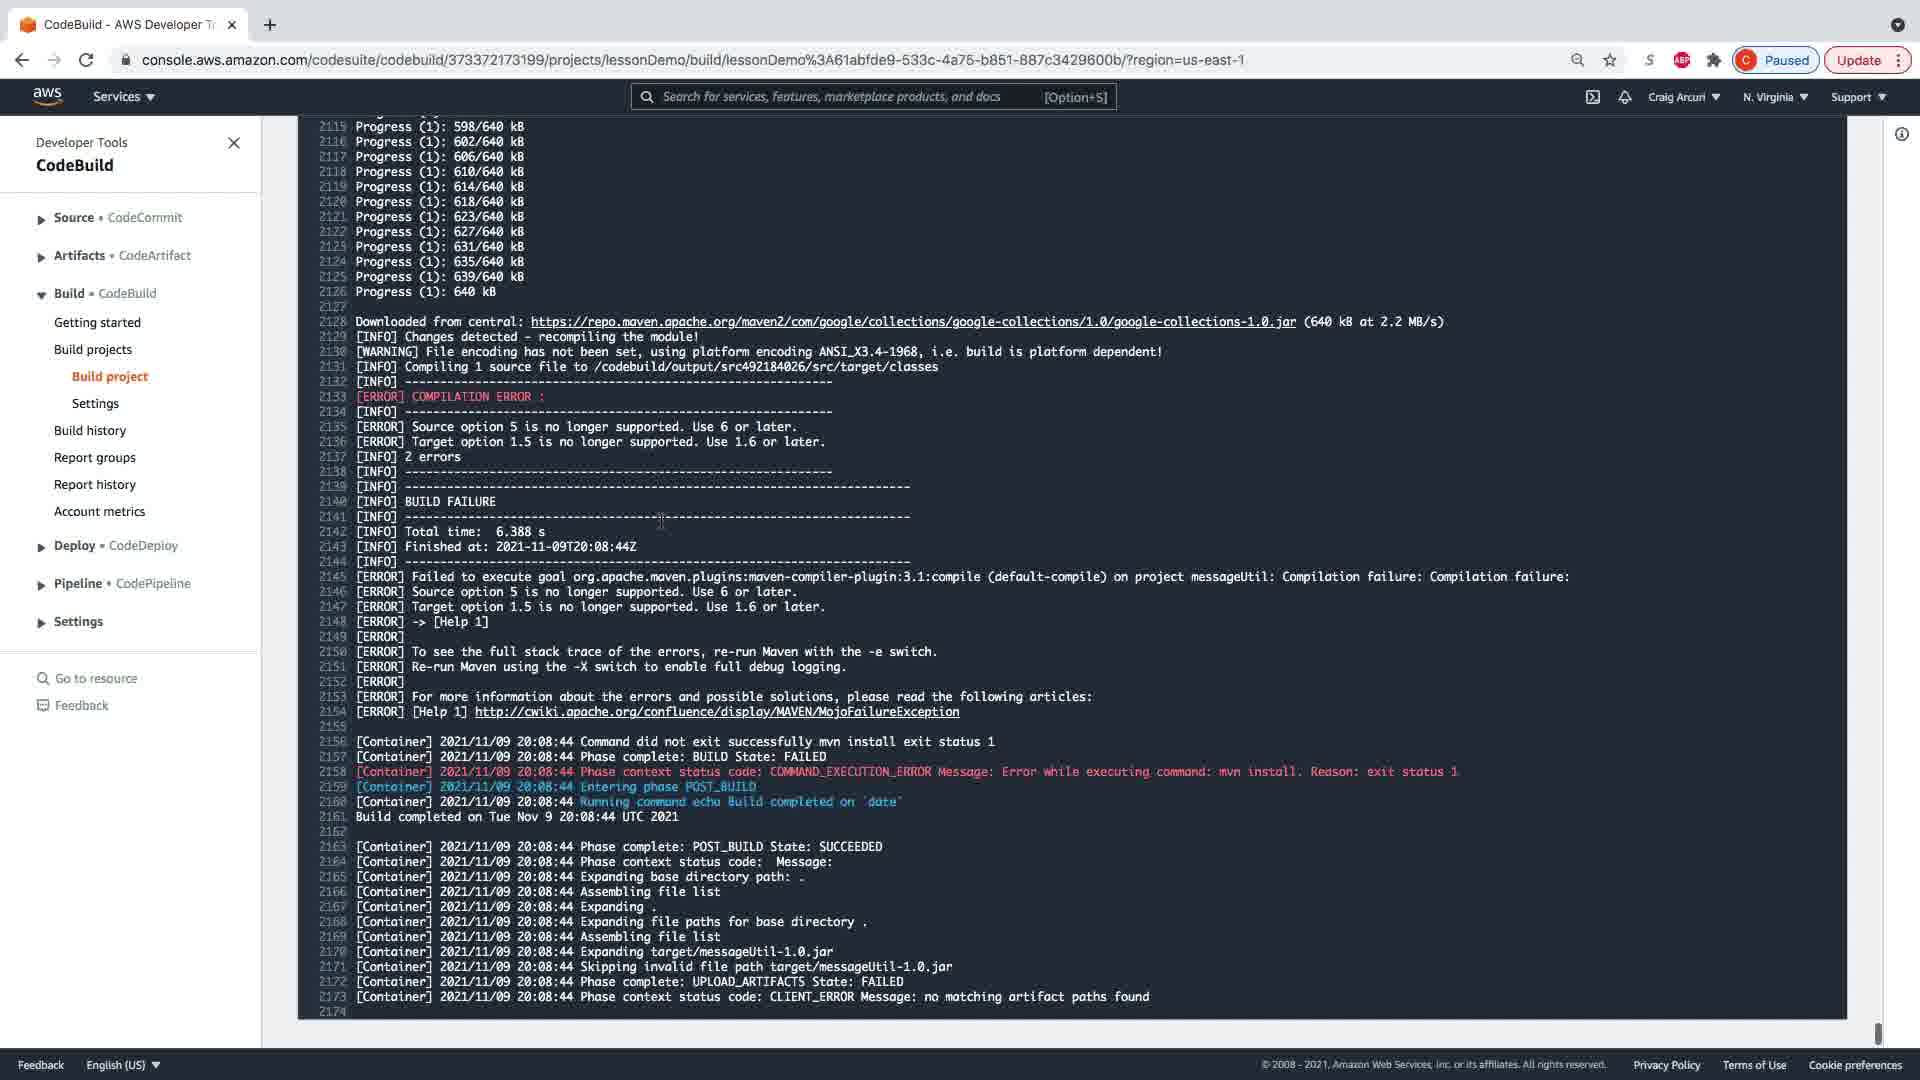 CodeBuild - AWS Developer To
console.aws.amazon.com/codesuite/codebuild/373372173199/projects/lessonDemo/build/lessonDemo%3A61abfde9-533c-4a75-b851-887c3429600b/?region=us-east-1
S
ABP
C Paused
Update
aws
Services
Search for services, features, marketplace products, and docs [Option+S]
Craig Arcuri
N. Virginia
Support
Developer Tools
CodeBuild
Source • CodeCommit
Artifacts • CodeArtifact
Build • CodeBuild
Getting started
Build projects
Build project
Settings
Build history
Report groups
Report history
Account metrics
Deploy • CodeDeploy
Pipeline • CodePipeline
Settings
Go to resource
Feedback
2115 Progress (1): 598/640 kB
2116 Progress (1): 602/640 kB
2117 Progress (1): 606/640 kB
2118 Progress (1): 610/640 kB
2119 Progress (1): 614/640 kB
2120 Progress (1): 618/640 kB
2121 Progress (1): 623/640 kB
2122 Progress (1): 627/640 kB
2123 Progress (1): 631/640 kB
2124 Progress (1): 635/640 kB
2125 Progress (1): 639/640 kB
2126 Progress (1): 640 kB
2127
2128 Downloaded from central: https://repo.maven.apache.org/maven2/com/google/collections/google-collections/1.0/google-collections-1.0.jar (640 kB at 2.2 MB/s)
2129 [INFO] Changes detected - recompiling the module!
2130 [WARNING] File encoding has not been set, using platform encoding ANSI_X3.4-1968, i.e. build is platform dependent!
2131 [INFO] Compiling 1 source file to /codebuild/output/src492184026/src/target/classes
2132 [INFO] -------------------------------------------------------------
2133 [ERROR] COMPILATION ERROR :
2134 [INFO] -------------------------------------------------------------
2135 [ERROR] Source option 5 is no longer supported. Use 6 or later.
2136 [ERROR] Target option 1.5 is no longer supported. Use 1.6 or later.
2137 [INFO] 2 errors
2138 [INFO] -------------------------------------------------------------
2139 [INFO] ------------------------------------------------------------------------
2140 [INFO] BUILD FAILURE
2141 [INFO] ------------------------------------------------------------------------
2142 [INFO] Total time:  6.388 s
2143 [INFO] Finished at: 2021-11-09T20:08:44Z
2144 [INFO] ------------------------------------------------------------------------
2145 [ERROR] Failed to execute goal org.apache.maven.plugins:maven-compiler-plugin:3.1:compile (default-compile) on project messageUtil: Compilation failure: Compilation failure:
2146 [ERROR] Source option 5 is no longer supported. Use 6 or later.
2147 [ERROR] Target option 1.5 is no longer supported. Use 1.6 or later.
2148 [ERROR] -> [Help 1]
2149 [ERROR]
2150 [ERROR] To see the full stack trace of the errors, re-run Maven with the -e switch.
2151 [ERROR] Re-run Maven using the -X switch to enable full debug logging.
2152 [ERROR]
2153 [ERROR] For more information about the errors and possible solutions, please read the following articles:
2154 [ERROR] [Help 1] http://cwiki.apache.org/confluence/display/MAVEN/MojoFailureException
2155
2156 [Container] 2021/11/09 20:08:44 Command did not exit successfully mvn install exit status 1
2157 [Container] 2021/11/09 20:08:44 Phase complete: BUILD State: FAILED
2158 [Container] 2021/11/09 20:08:44 Phase context status code: COMMAND_EXECUTION_ERROR Message: Error while executing command: mvn install. Reason: exit status 1
2159 [Container] 2021/11/09 20:08:44 Entering phase POST_BUILD
2160 [Container] 2021/11/09 20:08:44 Running command echo Build completed on `date`
2161 Build completed on Tue Nov 9 20:08:44 UTC 2021
2162
2163 [Container] 2021/11/09 20:08:44 Phase complete: POST_BUILD State: SUCCEEDED
2164 [Container] 2021/11/09 20:08:44 Phase context status code:  Message:
2165 [Container] 2021/11/09 20:08:44 Expanding base directory path: .
2166 [Container] 2021/11/09 20:08:44 Assembling file list
2167 [Container] 2021/11/09 20:08:44 Expanding .
2168 [Container] 2021/11/09 20:08:44 Expanding file paths for base directory .
2169 [Container] 2021/11/09 20:08:44 Assembling file list
2170 [Container] 2021/11/09 20:08:44 Expanding target/messageUtil-1.0.jar
2171 [Container] 2021/11/09 20:08:44 Skipping invalid file path target/messageUtil-1.0.jar
2172 [Container] 2021/11/09 20:08:44 Phase complete: UPLOAD_ARTIFACTS State: FAILED
2173 [Container] 2021/11/09 20:08:44 Phase context status code: CLIENT_ERROR Message: no matching artifact paths found
2174
Feedback
English (US)
© 2008 - 2021, Amazon Web Services, Inc. or its affiliates. All rights reserved.
Privacy Policy
Terms of Use
Cookie preferences